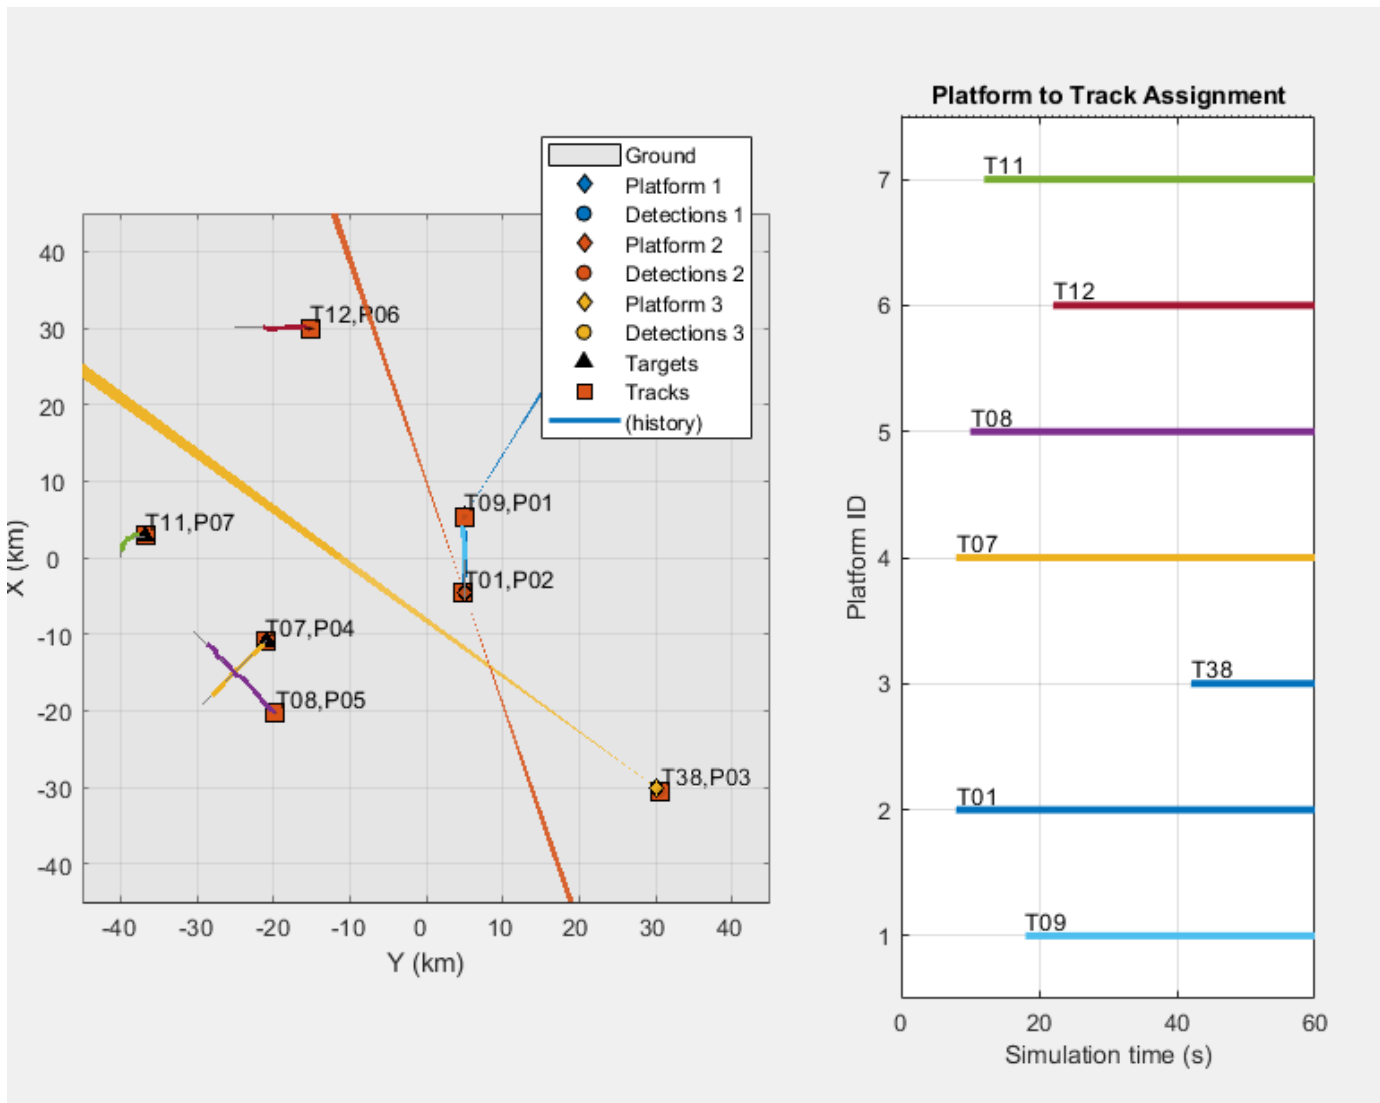 Ground
Platform 1
Detections 1
Platform 2
Detections 2
Platform 3
Detections 3
Targets
Tracks
(history)
40
30
20
10
0
-10
-20
-30
-40
X (km)
T12,P06
T09,P01
T11,P07
T01,P02
T07,P04
T08,P05
T38,P03
-40
-30
-20
-10
0
10
20
30
40
Y (km)
Platform to Track Assignment
7
6
5
4
3
2
1
Platform ID
T11
T12
T08
T07
T38
T01
T09
0
20
40
60
Simulation time (s)